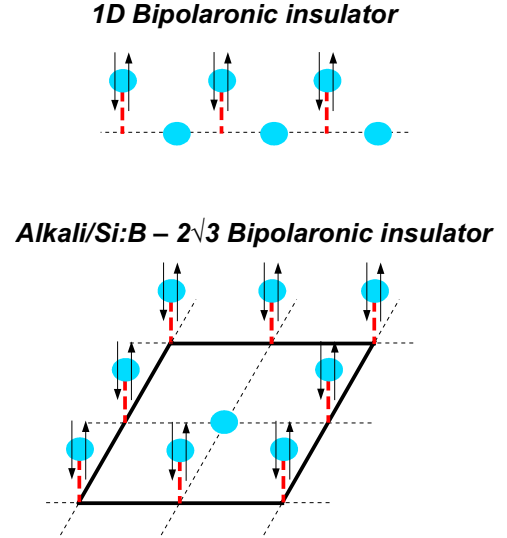 1D Bipolaronic insulator
Alkali/Si:B – 2√3 Bipolaronic insulator